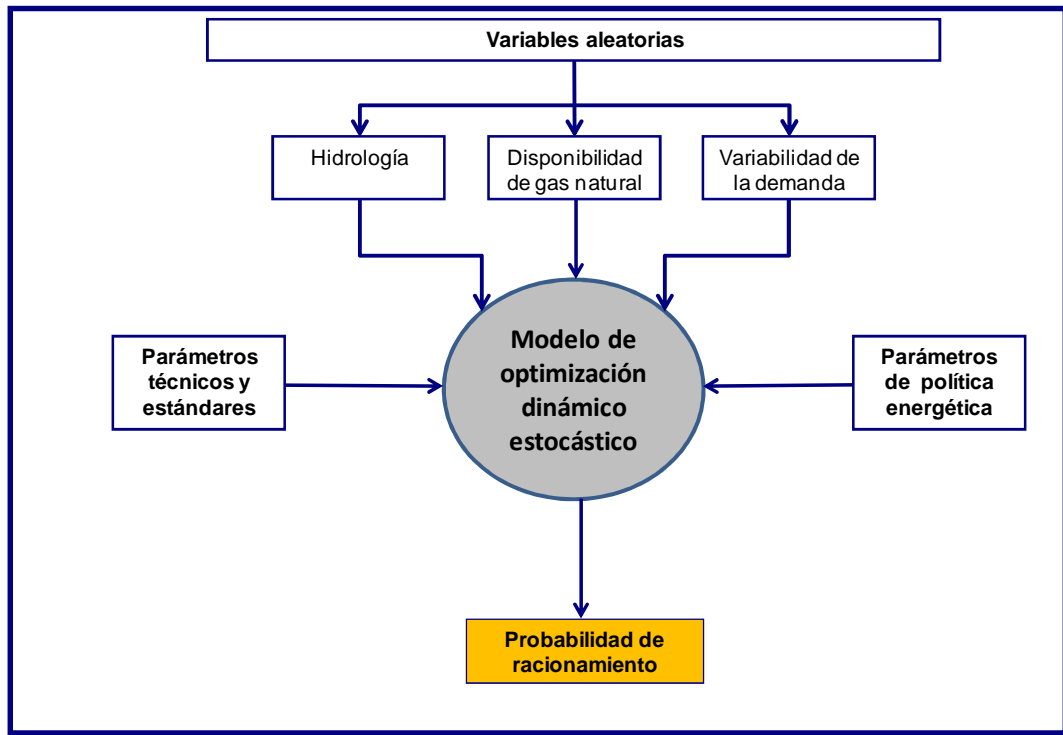 Variables aleatorias
Hidrología
Disponibilidad
de gas natural
Variabilidad de
la demanda
Modelo de
optimización
dinámico
estocástico
Parámetros
técnicos y
estándares
Parámetros
de política
energética
Probabilidad de
racionamiento